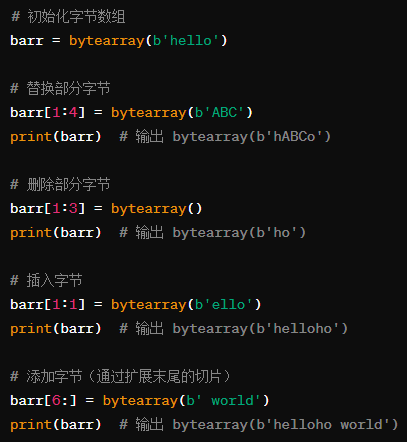 # 初始化字节数组
barr = bytearray(b'hello')
# 替换部分字节
barr[1:4] = bytearray(b'ABC')
print(barr)  # 输出 bytearray(b'hABCo')
# 删除部分字节
barr[1:3] = bytearray()
print(barr)  # 输出 bytearray(b'ho')
# 插入字节
barr[1:1] = bytearray(b'ello')
print(barr)  # 输出 bytearray(b'helloho')
# 添加字节（通过扩展末尾的切片）
barr[6:] = bytearray(b' world')
print(barr)  # 输出 bytearray(b'helloho world')